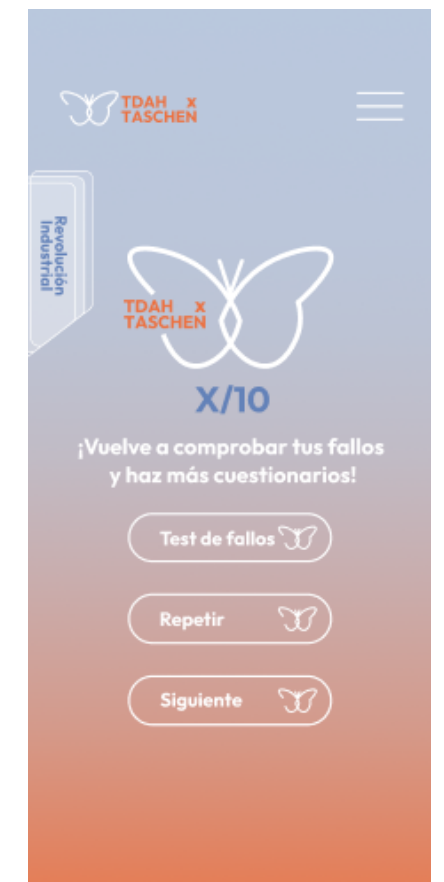 TDAH x
TASCHEN
Revolución
Industrial
TDAH x
TASCHEN
X/10
¡Vuelve a comprobar tus fallos
y haz más cuestionarios!
Test de fallos
Repetir
Siguiente